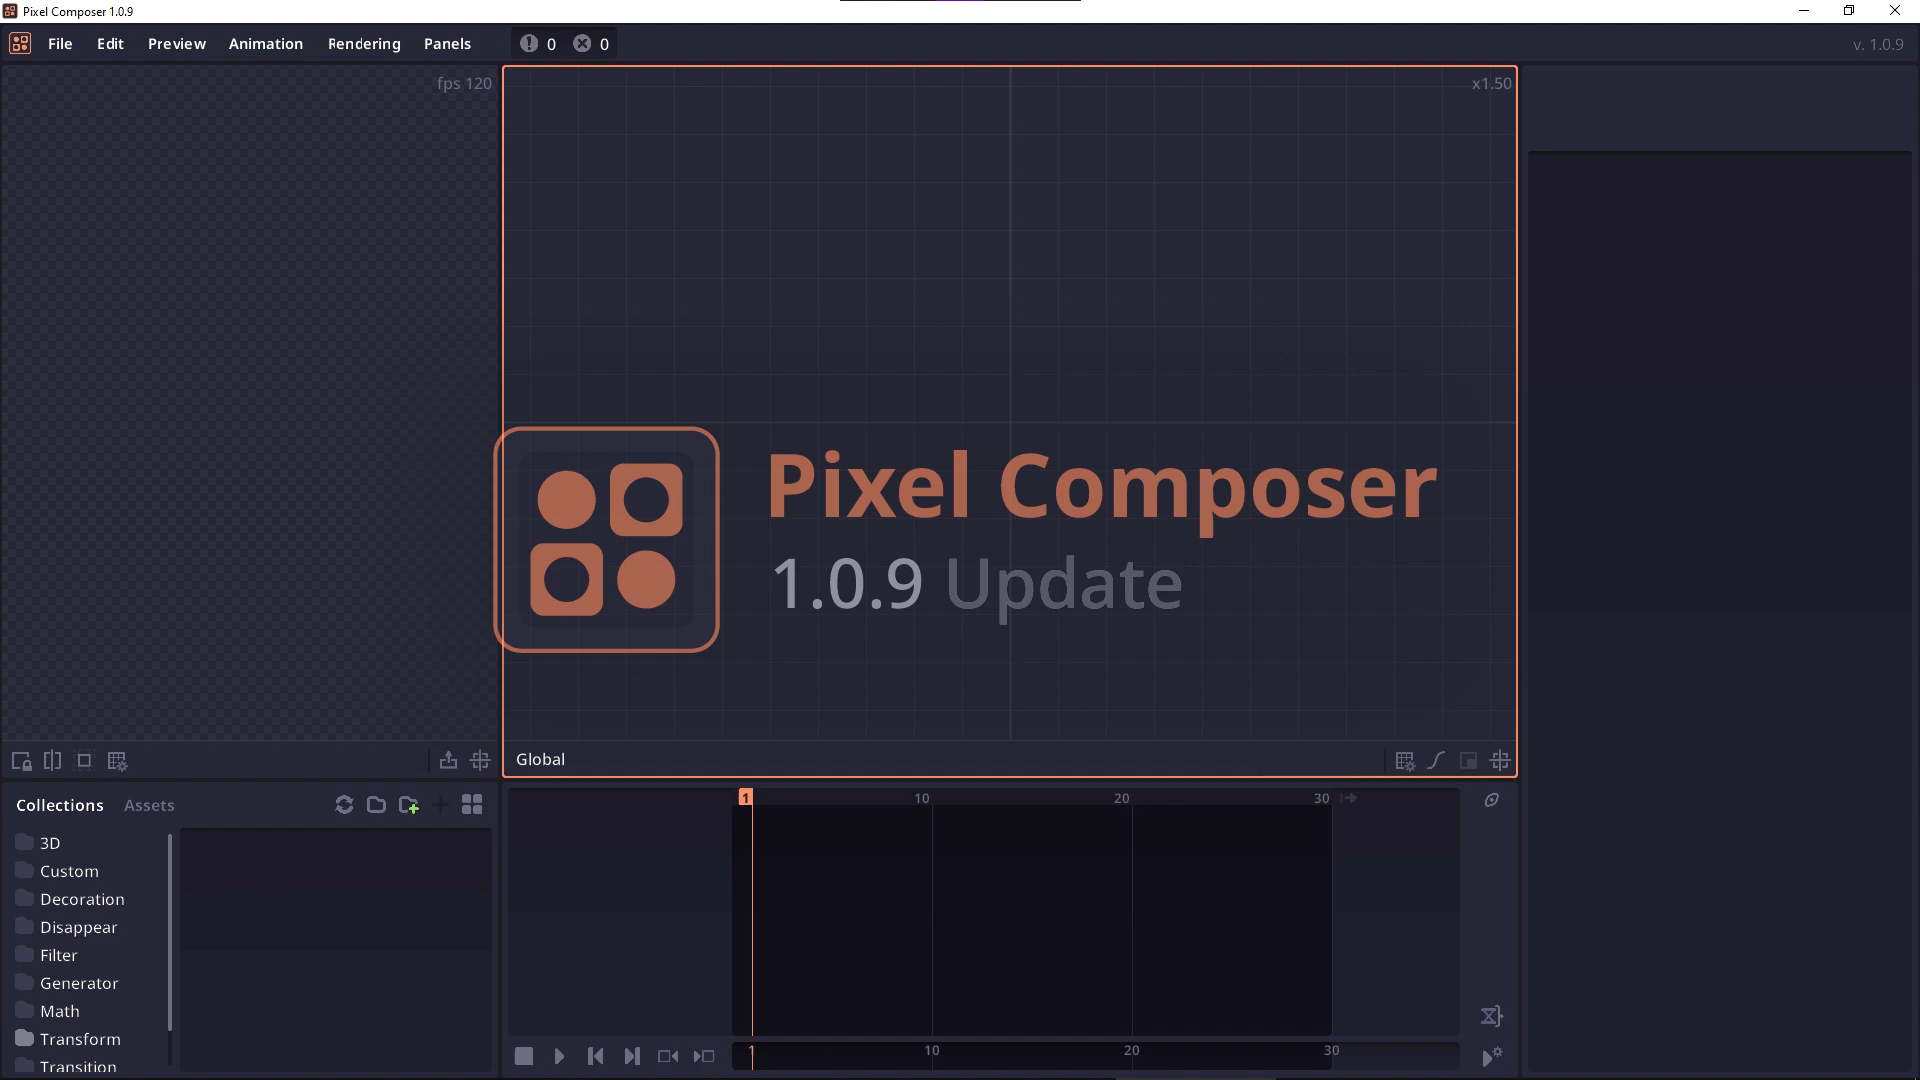 Pixel Composer 1.0.9
File Edit Preview Animation Rendering Panels 0 0 v. 1.0.9
fps 120
x1.50
Pixel Composer
1.0.9 Update
Global
Collections Assets
3D
Custom
Decoration
Disappear
Filter
Generator
Math
Transform
Transition
1 10 20 30
1 10 20 30